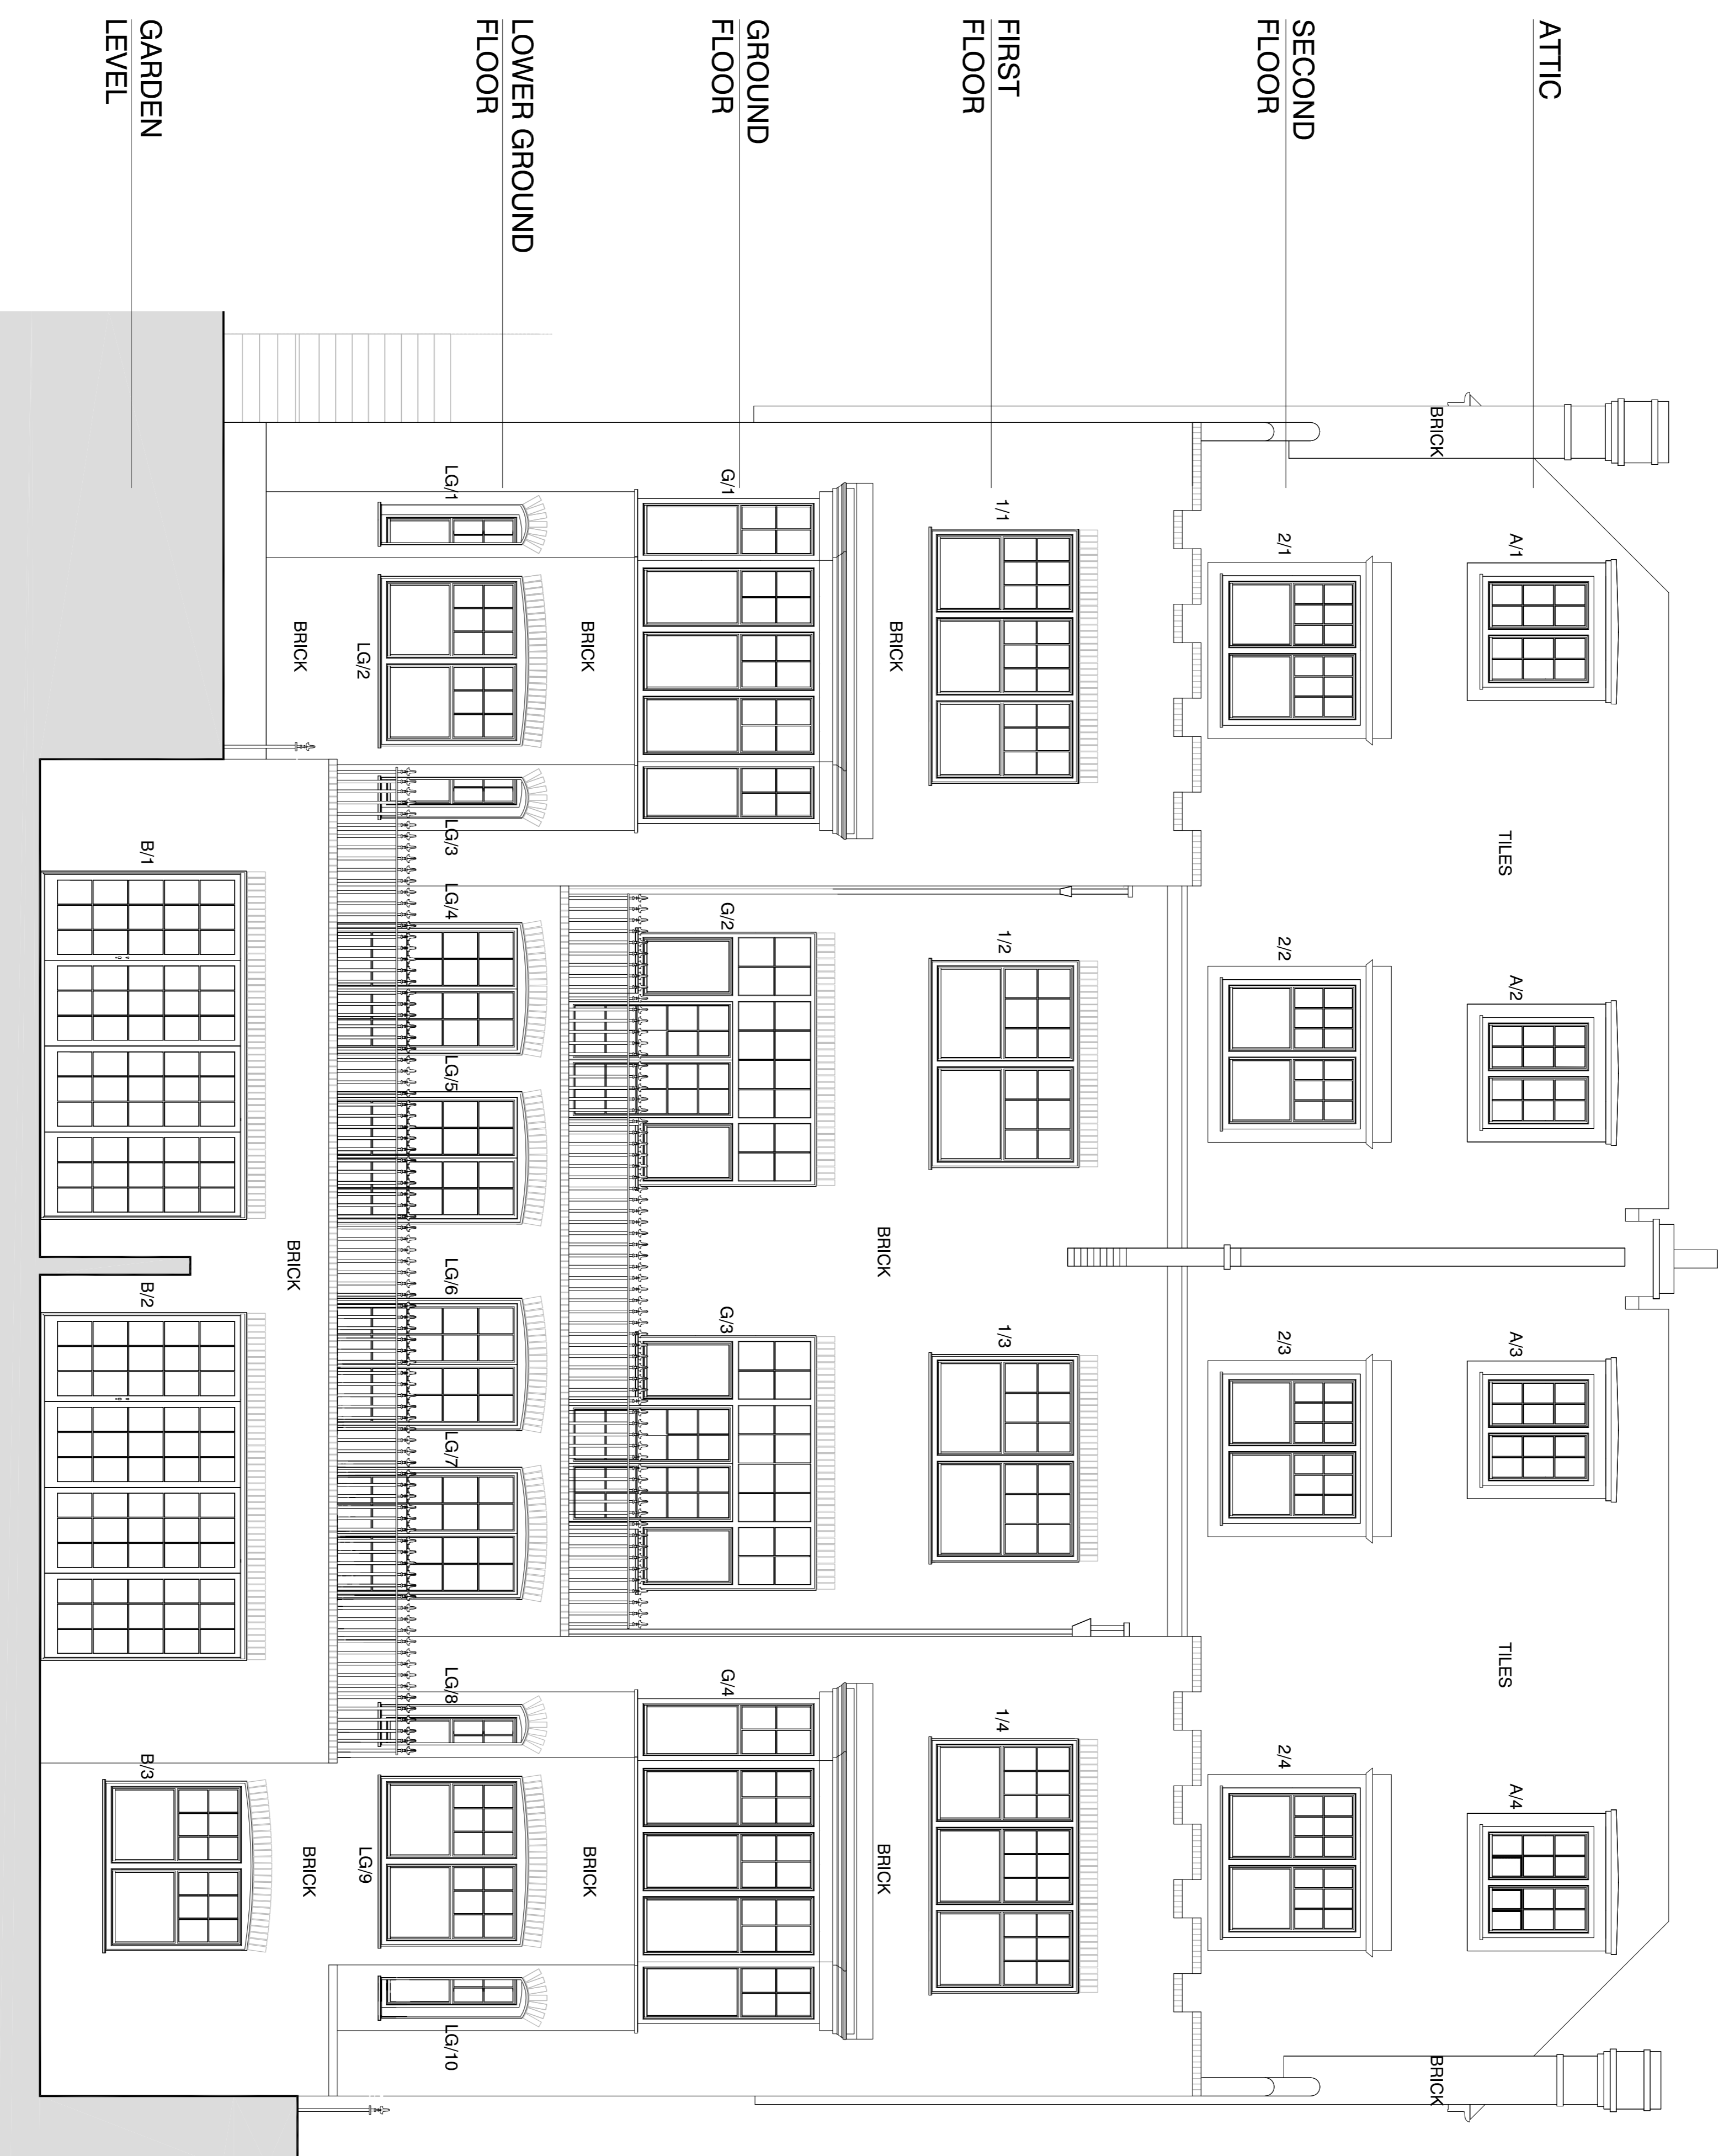 ATTIC
SECOND
FLOOR
FIRST
FLOOR
GROUND
FLOOR
LOWER GROUND
FLOOR
GARDEN
LEVEL
BRICK
BRICK
A/1
TILES
A/2
A/3
TILES
A/4
2/1
2/2
2/3
2/4
1/1
1/2
1/3
1/4
BRICK
BRICK
BRICK
G/1
G/2
G/3
G/4
BRICK
BRICK
LG/1
LG/3
LG/4
LG/5
LG/6
LG/7
LG/8
LG/10
LG/2
LG/9
BRICK
BRICK
BRICK
B/1
B/2
B/3